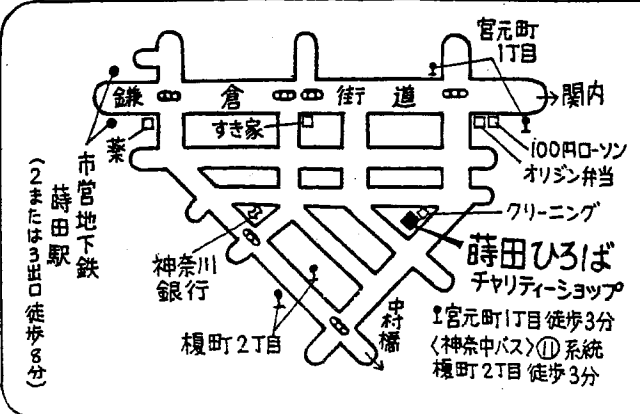 宮元町
1丁目
鎌倉街道
→関内
薬
すき家
100円ローソン
オリジン弁当
市営地下鉄
蒔田駅
(2または3出口 徒歩8分)
クリーニング
神奈川
銀行
蒔田ひろば
チャリティーショップ
榎町2丁目
中村橋
宮元町1丁目 徒歩3分
〈神奈中バス〉⑪系統
榎町2丁目 徒歩3分